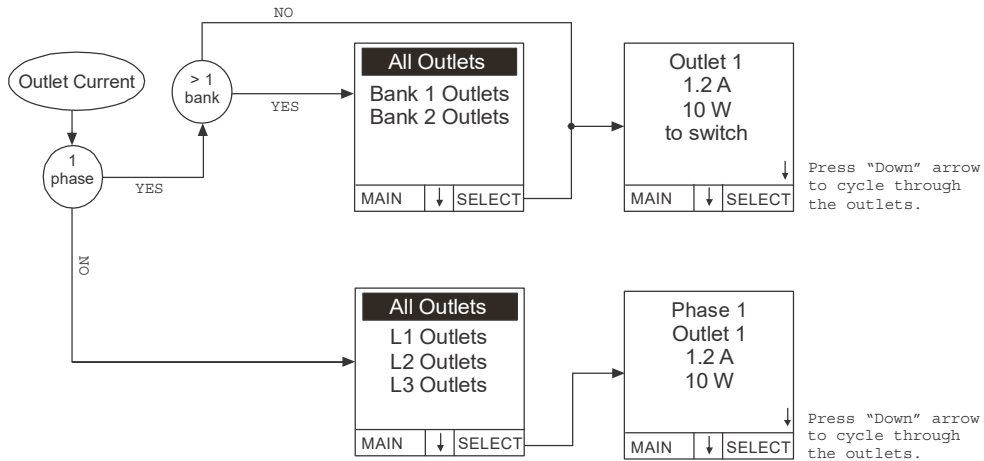 NO
Outlet Current
> 1
bank
YES
1
phase
YES
NO
All Outlets
Bank 1 Outlets
Bank 2 Outlets
MAIN ↓ SELECT
Outlet 1
1.2 A
10 W
to switch
↓
MAIN ↓ SELECT
Press "Down" arrow
to cycle through
the outlets.
All Outlets
L1 Outlets
L2 Outlets
L3 Outlets
MAIN ↓ SELECT
Phase 1
Outlet 1
1.2 A
10 W
↓
MAIN ↓ SELECT
Press "Down" arrow
to cycle through
the outlets.